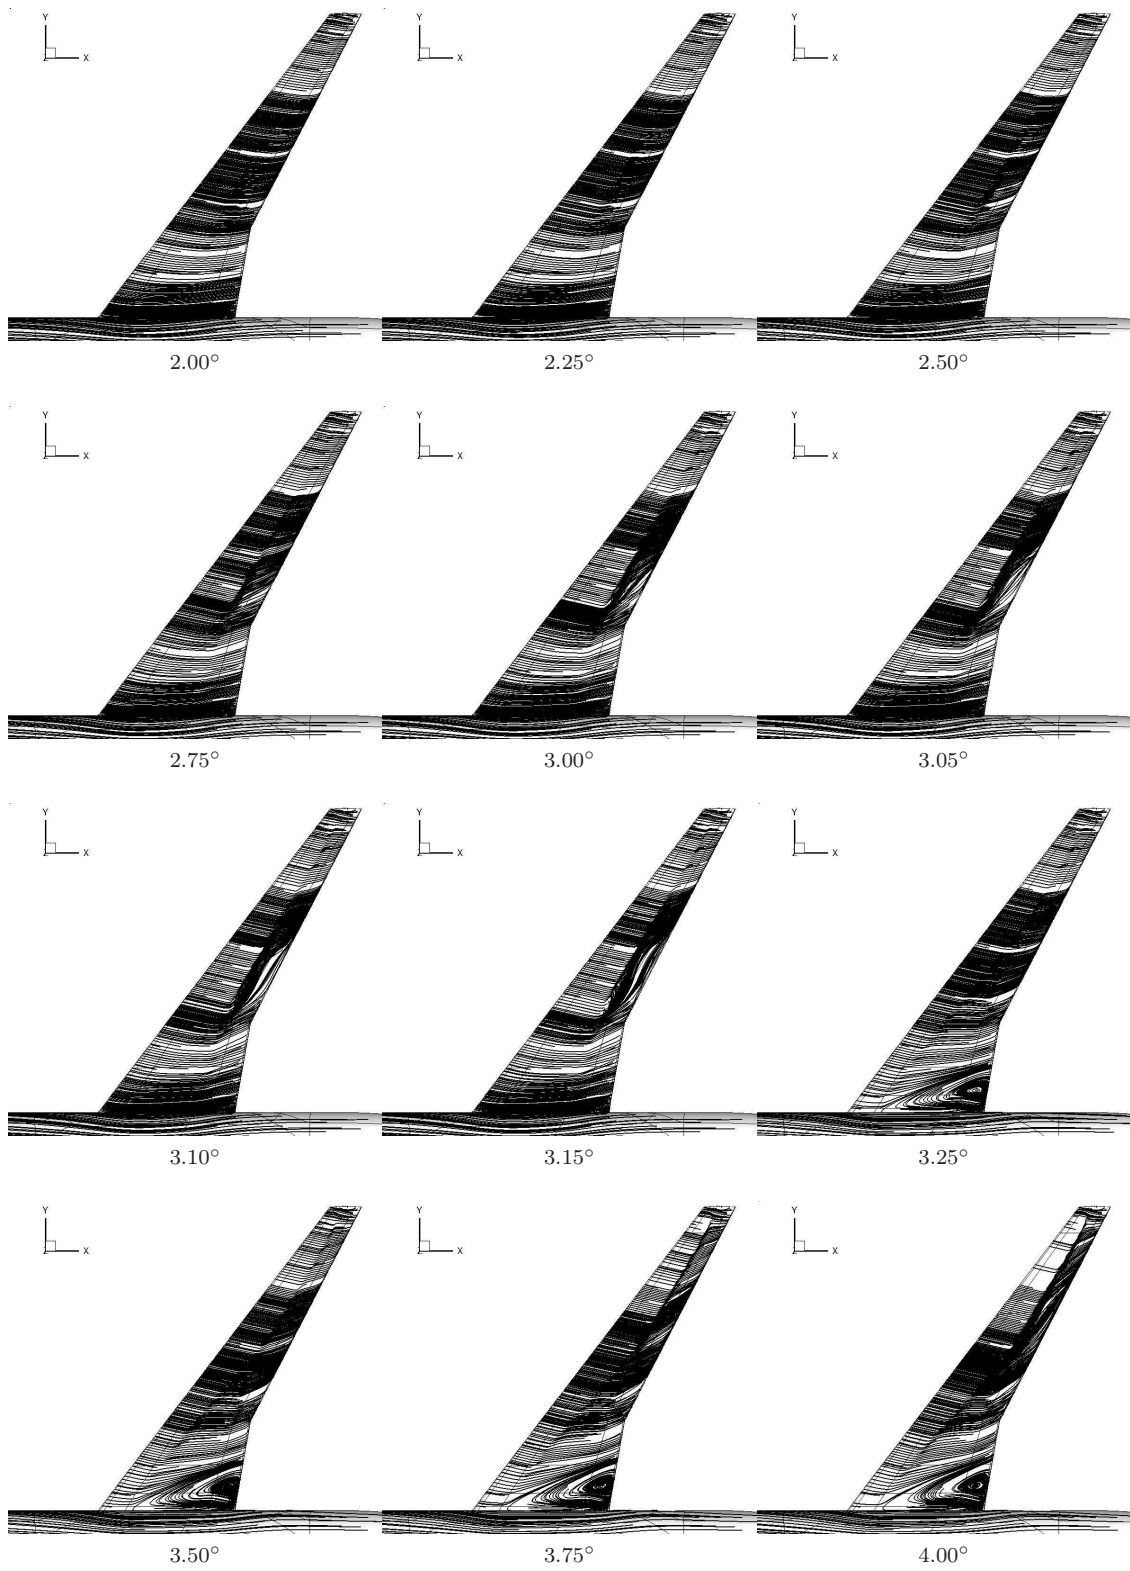 Y Y Y
Z X Z X Z X
2.00° 2.25° 2.50°
Y Y Y
Z X Z X Z X
2.75° 3.00° 3.05°
Y Y Y
Z X Z X Z X
3.10° 3.15° 3.25°
Y Y Y
Z X Z X Z X
3.50° 3.75° 4.00°